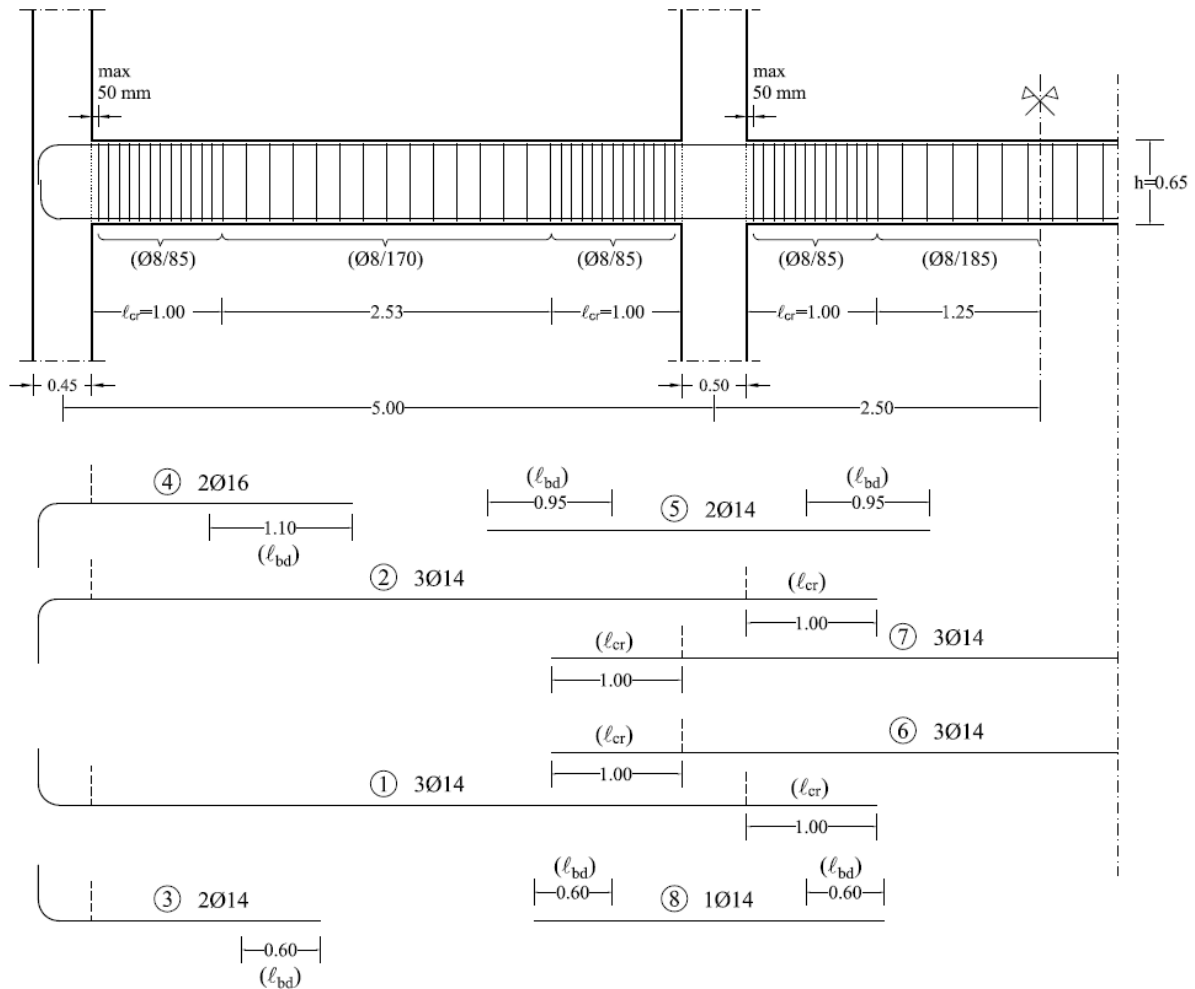 max
50 mm
max
50 mm
h=0.65
(Ø8/85)
(Ø8/170)
(Ø8/85)
(Ø8/85)
(Ø8/185)
ℓcr=1.00
2.53
ℓcr=1.00
ℓcr=1.00
1.25
0.45
0.50
5.00
2.50
④ 2Ø16
1.10
(ℓbd)
(ℓbd)
0.95
(ℓbd)
0.95
⑤ 2Ø14
② 3Ø14
(ℓcr)
1.00
(ℓcr)
1.00
⑦ 3Ø14
(ℓcr)
1.00
⑥ 3Ø14
① 3Ø14
(ℓcr)
1.00
③ 2Ø14
0.60
(ℓbd)
(ℓbd)
0.60
(ℓbd)
0.60
⑧ 1Ø14